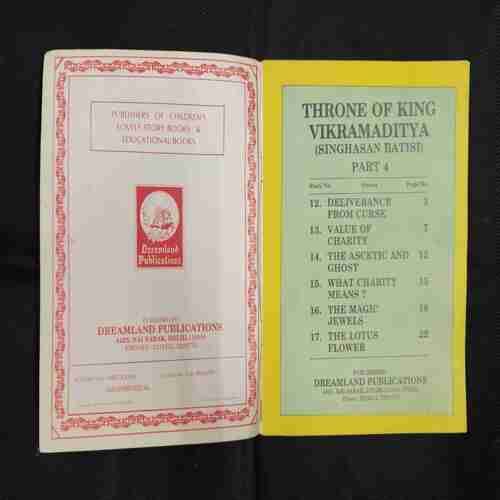 PUBLISHERS OF CHILDREN'S
LOVELY STORY BOOKS &
EDUCATIONAL BOOKS
Dreamland
Publications
PUBLISHED BY
DREAMLAND PUBLICATIONS
THRONE OF KING
VIKRAMADITYA
(SINGHASAN BATISI)
PART 4
Story No. Stories Page No.
12. DELIVERANCE FROM CURSE 3
13. VALUE OF CHARITY 7
14. THE ASCETIC AND GHOST 12
15. WHAT CHARITY MEANS ? 15
16. THE MAGIC JEWELS
17. THE LOTUS FLOWER 22
PUBLISHED BY
DREAMLAND PUBLICATIONS